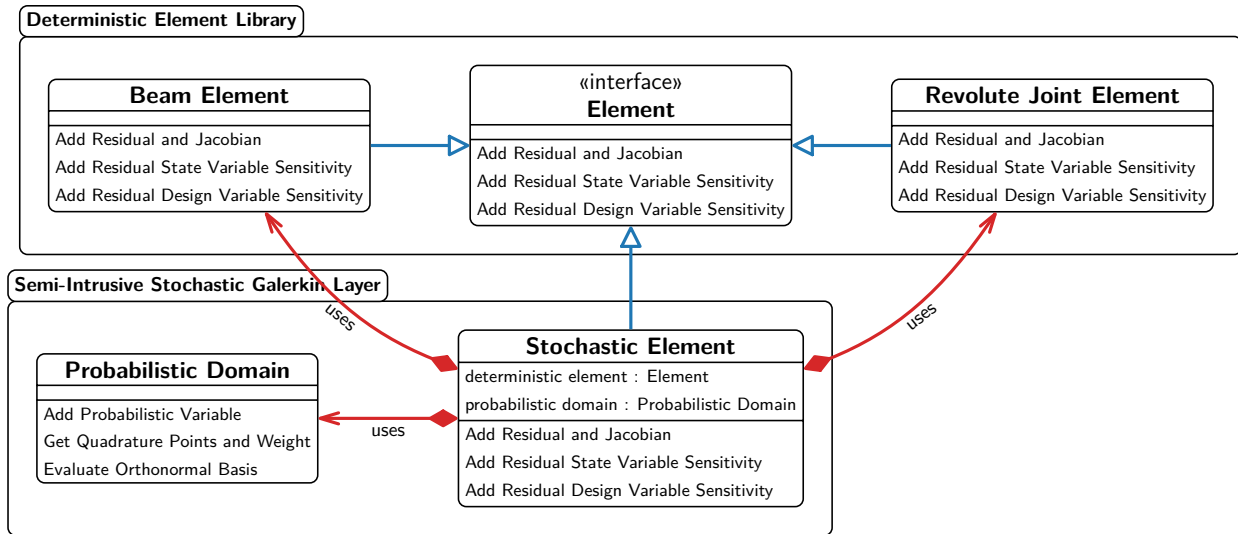 Deterministic Element Library
Beam Element
Add Residual and Jacobian
Add Residual State Variable Sensitivity
Add Residual Design Variable Sensitivity
«interface»
Element
Add Residual and Jacobian
Add Residual State Variable Sensitivity
Add Residual Design Variable Sensitivity
Revolute Joint Element
Add Residual and Jacobian
Add Residual State Variable Sensitivity
Add Residual Design Variable Sensitivity
Semi-Intrusive Stochastic Galerkin Layer
uses
uses
Probabilistic Domain
Add Probabilistic Variable
Get Quadrature Points and Weight
Evaluate Orthonormal Basis
uses
Stochastic Element
deterministic element : Element
probabilistic domain : Probabilistic Domain
Add Residual and Jacobian
Add Residual State Variable Sensitivity
Add Residual Design Variable Sensitivity